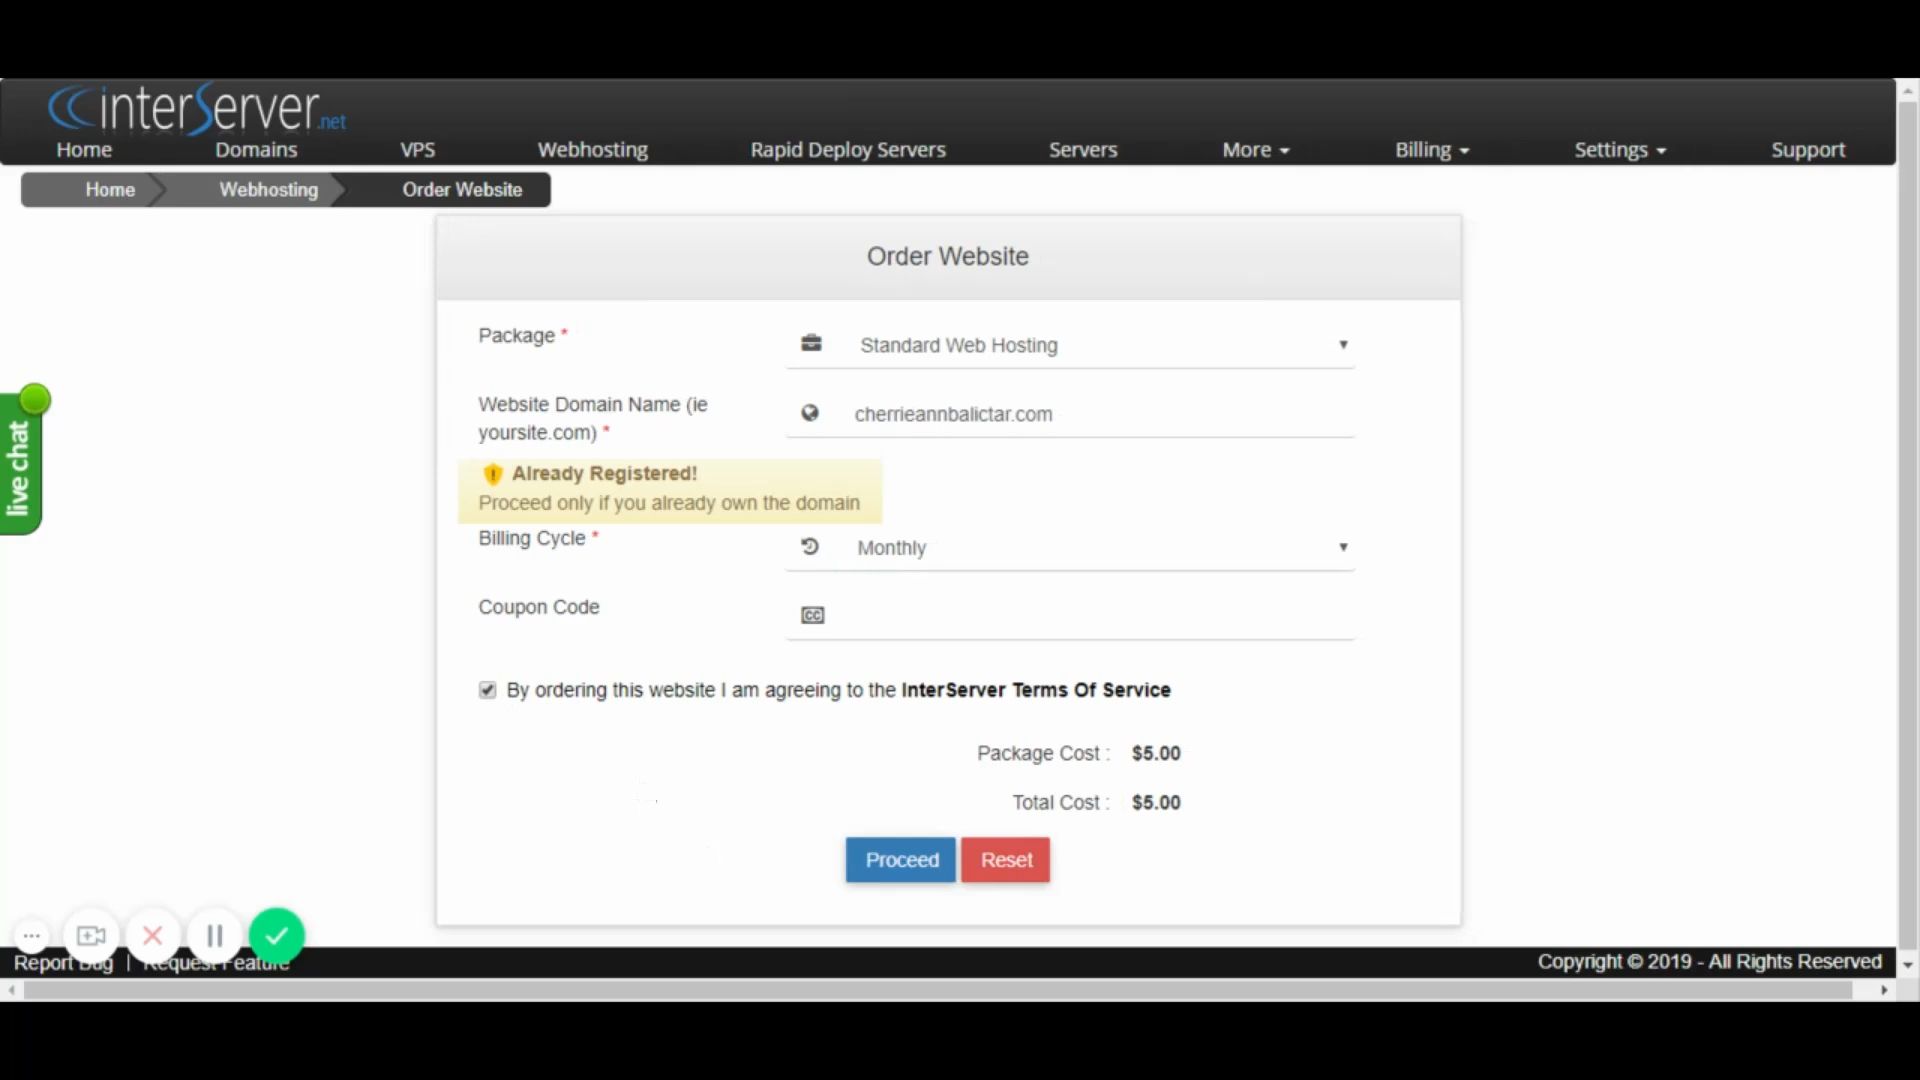 interServer.net
Home Domains VPS Webhosting Rapid Deploy Servers Servers More Billing Settings Support
Home Webhosting Order Website
Order Website
Package * Standard Web Hosting
Website Domain Name (ie
yoursite.com) * cherrieannbalictar.com
Already Registered!
Proceed only if you already own the domain
Billing Cycle * Monthly
Coupon Code CC
By ordering this website I am agreeing to the InterServer Terms Of Service
Package Cost : $5.00
Total Cost : $5.00
Proceed Reset
live chat
Report Bug | Request Feature
Copyright © 2019 - All Rights Reserved